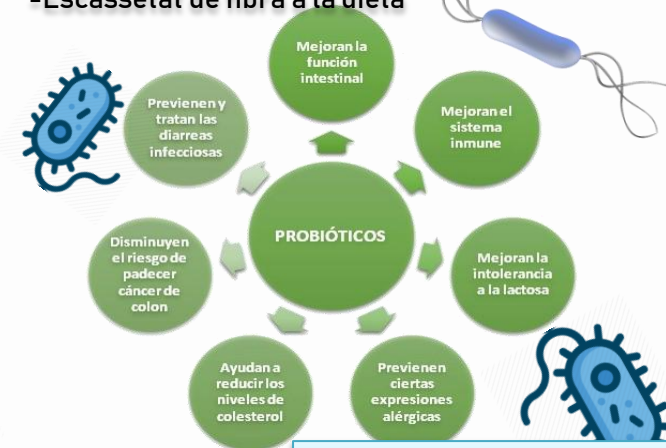 -Escassetat de fibra a la dieta
Mejoran la
función
intestinal
Mejoran el
sistema
inmune
Mejoran la
intolerancia
a la lactosa
Previenen
ciertas
expresiones
alérgicas
Ayudan a
reducir los
niveles de
colesterol
Disminuyen
el riesgo de
padecer
cáncer de
colon
Previenen y
tratan las
diarreas
infecciosas
PROBIÓTICOS